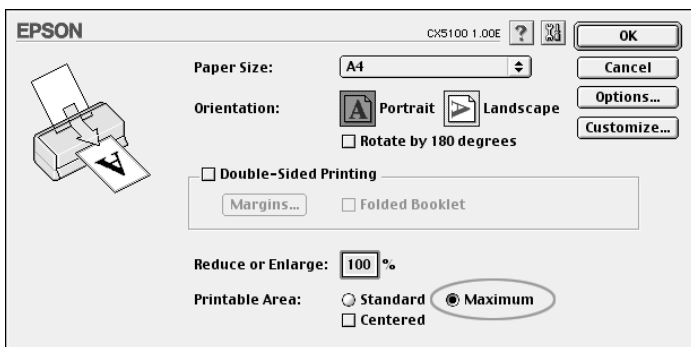 EPSON
CX5100 1.00E ?
OK
Paper Size: A4
Cancel
Orientation: A Portrait A Landscape
Options...
Rotate by 180 degrees
Customize...
Double-Sided Printing
Margins... Folded Booklet
Reduce or Enlarge: 100 %
Printable Area: Standard Maximum
Centered
A